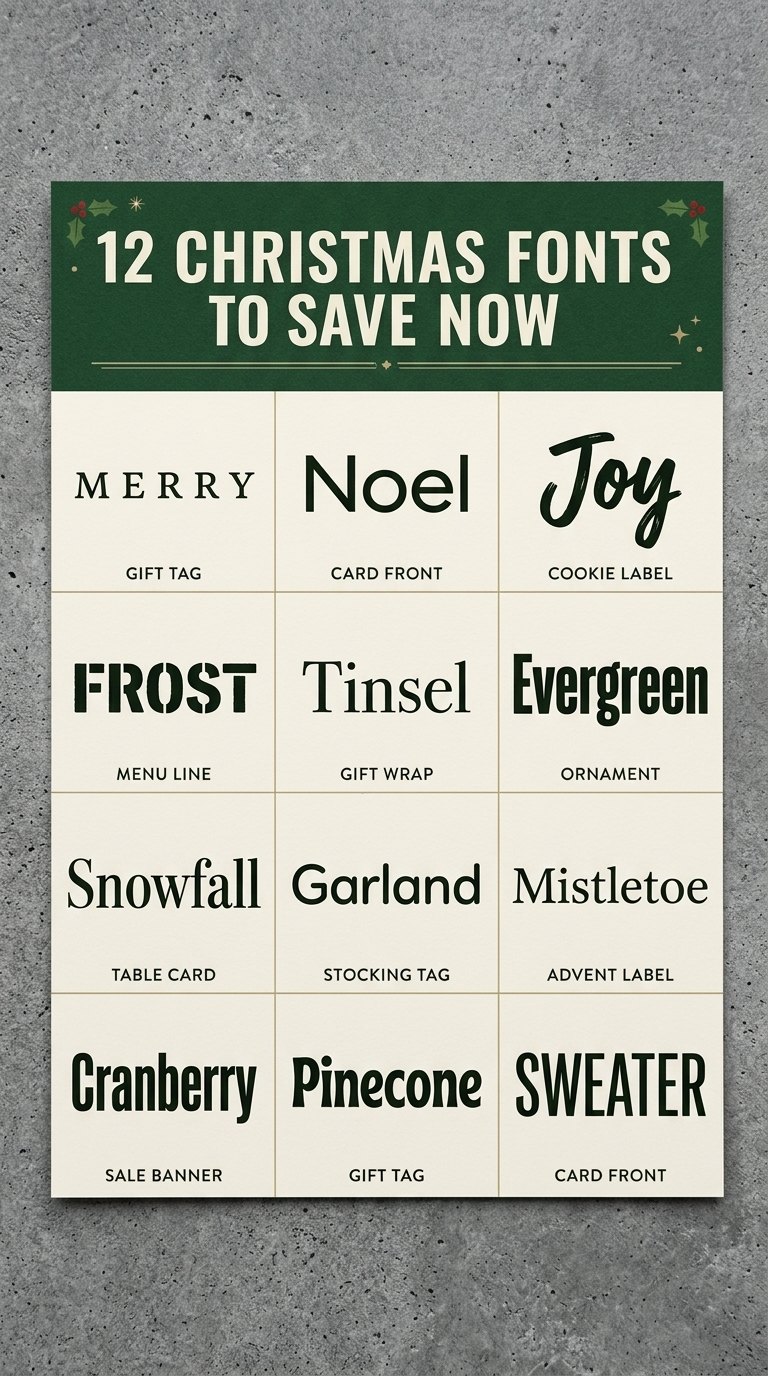 12 CHRISTMAS FONTS
TO SAVE NOW
MERRY
GIFT TAG
Noel
CARD FRONT
Joy
COOKIE LABEL
FROST
MENU LINE
Tinsel
GIFT WRAP
Evergreen
ORNAMENT
Snowfall
TABLE CARD
Garland
STOCKING TAG
Mistletoe
ADVENT LABEL
Cranberry
SALE BANNER
Pinecone
GIFT TAG
SWEATER
CARD FRONT